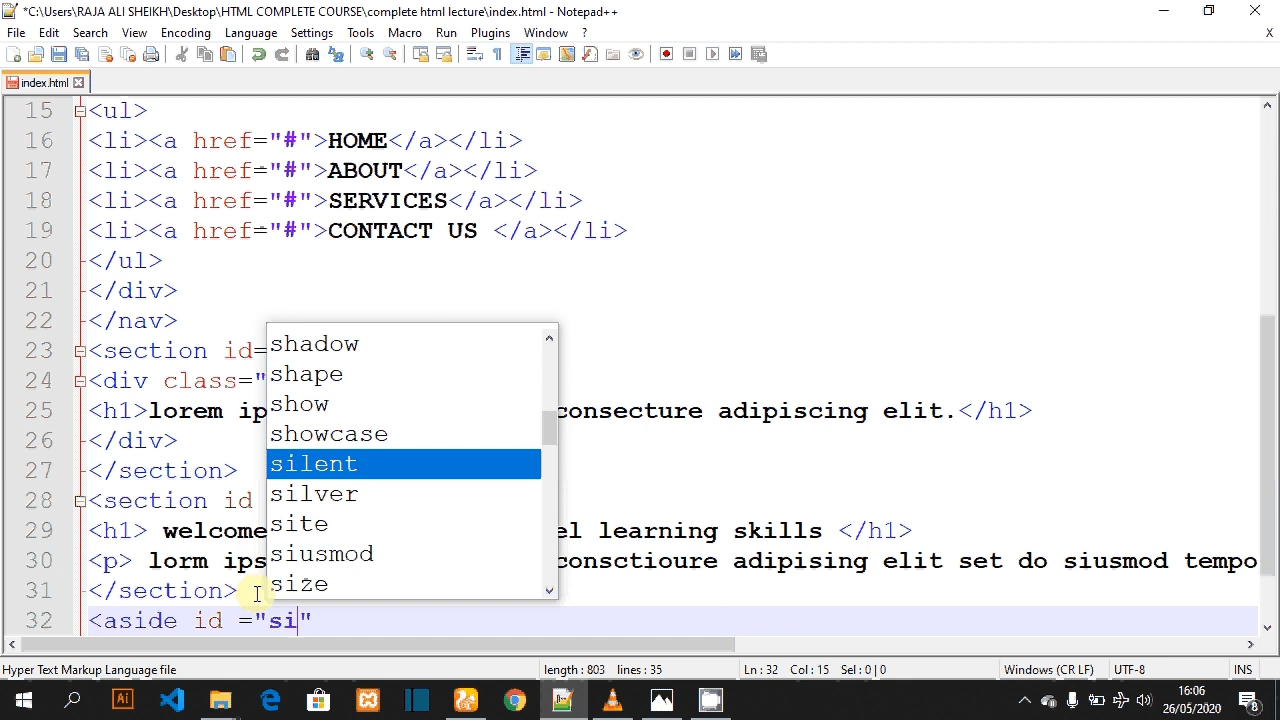 *C:\Users\RAJA ALI SHEIKH\Desktop\HTML COMPLETE COURSE\complete html lecture\index.html - Notepad++
File Edit Search View Encoding Language Settings Tools Macro Run Plugins Window ? X
index.html
15 <ul>
16 <li><a href="#">HOME</a></li>
17 <li><a href="#">ABOUT</a></li>
18 <li><a href="#">SERVICES</a></li>
19 <li><a href="#">CONTACT US </a></li>
20 </ul>
21 </div>
22 </nav>
23 <section id=
24 <div class="
25 <h1>lorem ip consecture adipiscing elit.</h1>
26 </div>
27 </section>
28 <section id
29 <h1> welcome el learning skills </h1>
30 <p> lorm ips consctioure adipising elit set do siusmod tempo
31 </section>
32 <aside id ="si"
shadow
shape
show
showcase
silent
silver
site
siusmod
size
Hyper Text Markup Language file length : 803 lines : 35 Ln : 32 Col : 15 Sel : 0 | 0 Windows (CR LF) UTF-8 INS
Ai
16:06
26/05/2020
8